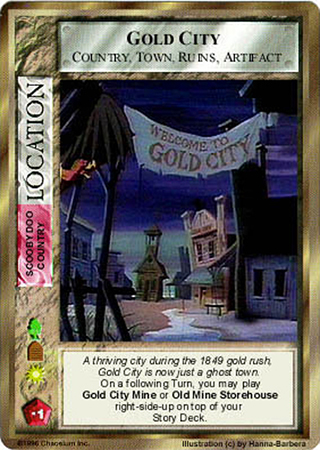 GOLD CITY
COUNTRY, TOWN, RUINS, ARTIFACT
LOCATION
SCOOBYDOO
COUNTRY
WELCOME TO
GOLD CITY
A thriving city during the 1849 gold rush,
Gold City is now just a ghost town.
On a following Turn, you may play
Gold City Mine or Old Mine Storehouse
right-side-up on top of your
Story Deck.
-1
©1996 Chaosium Inc.
Illustration (c) by Hanna-Barbera